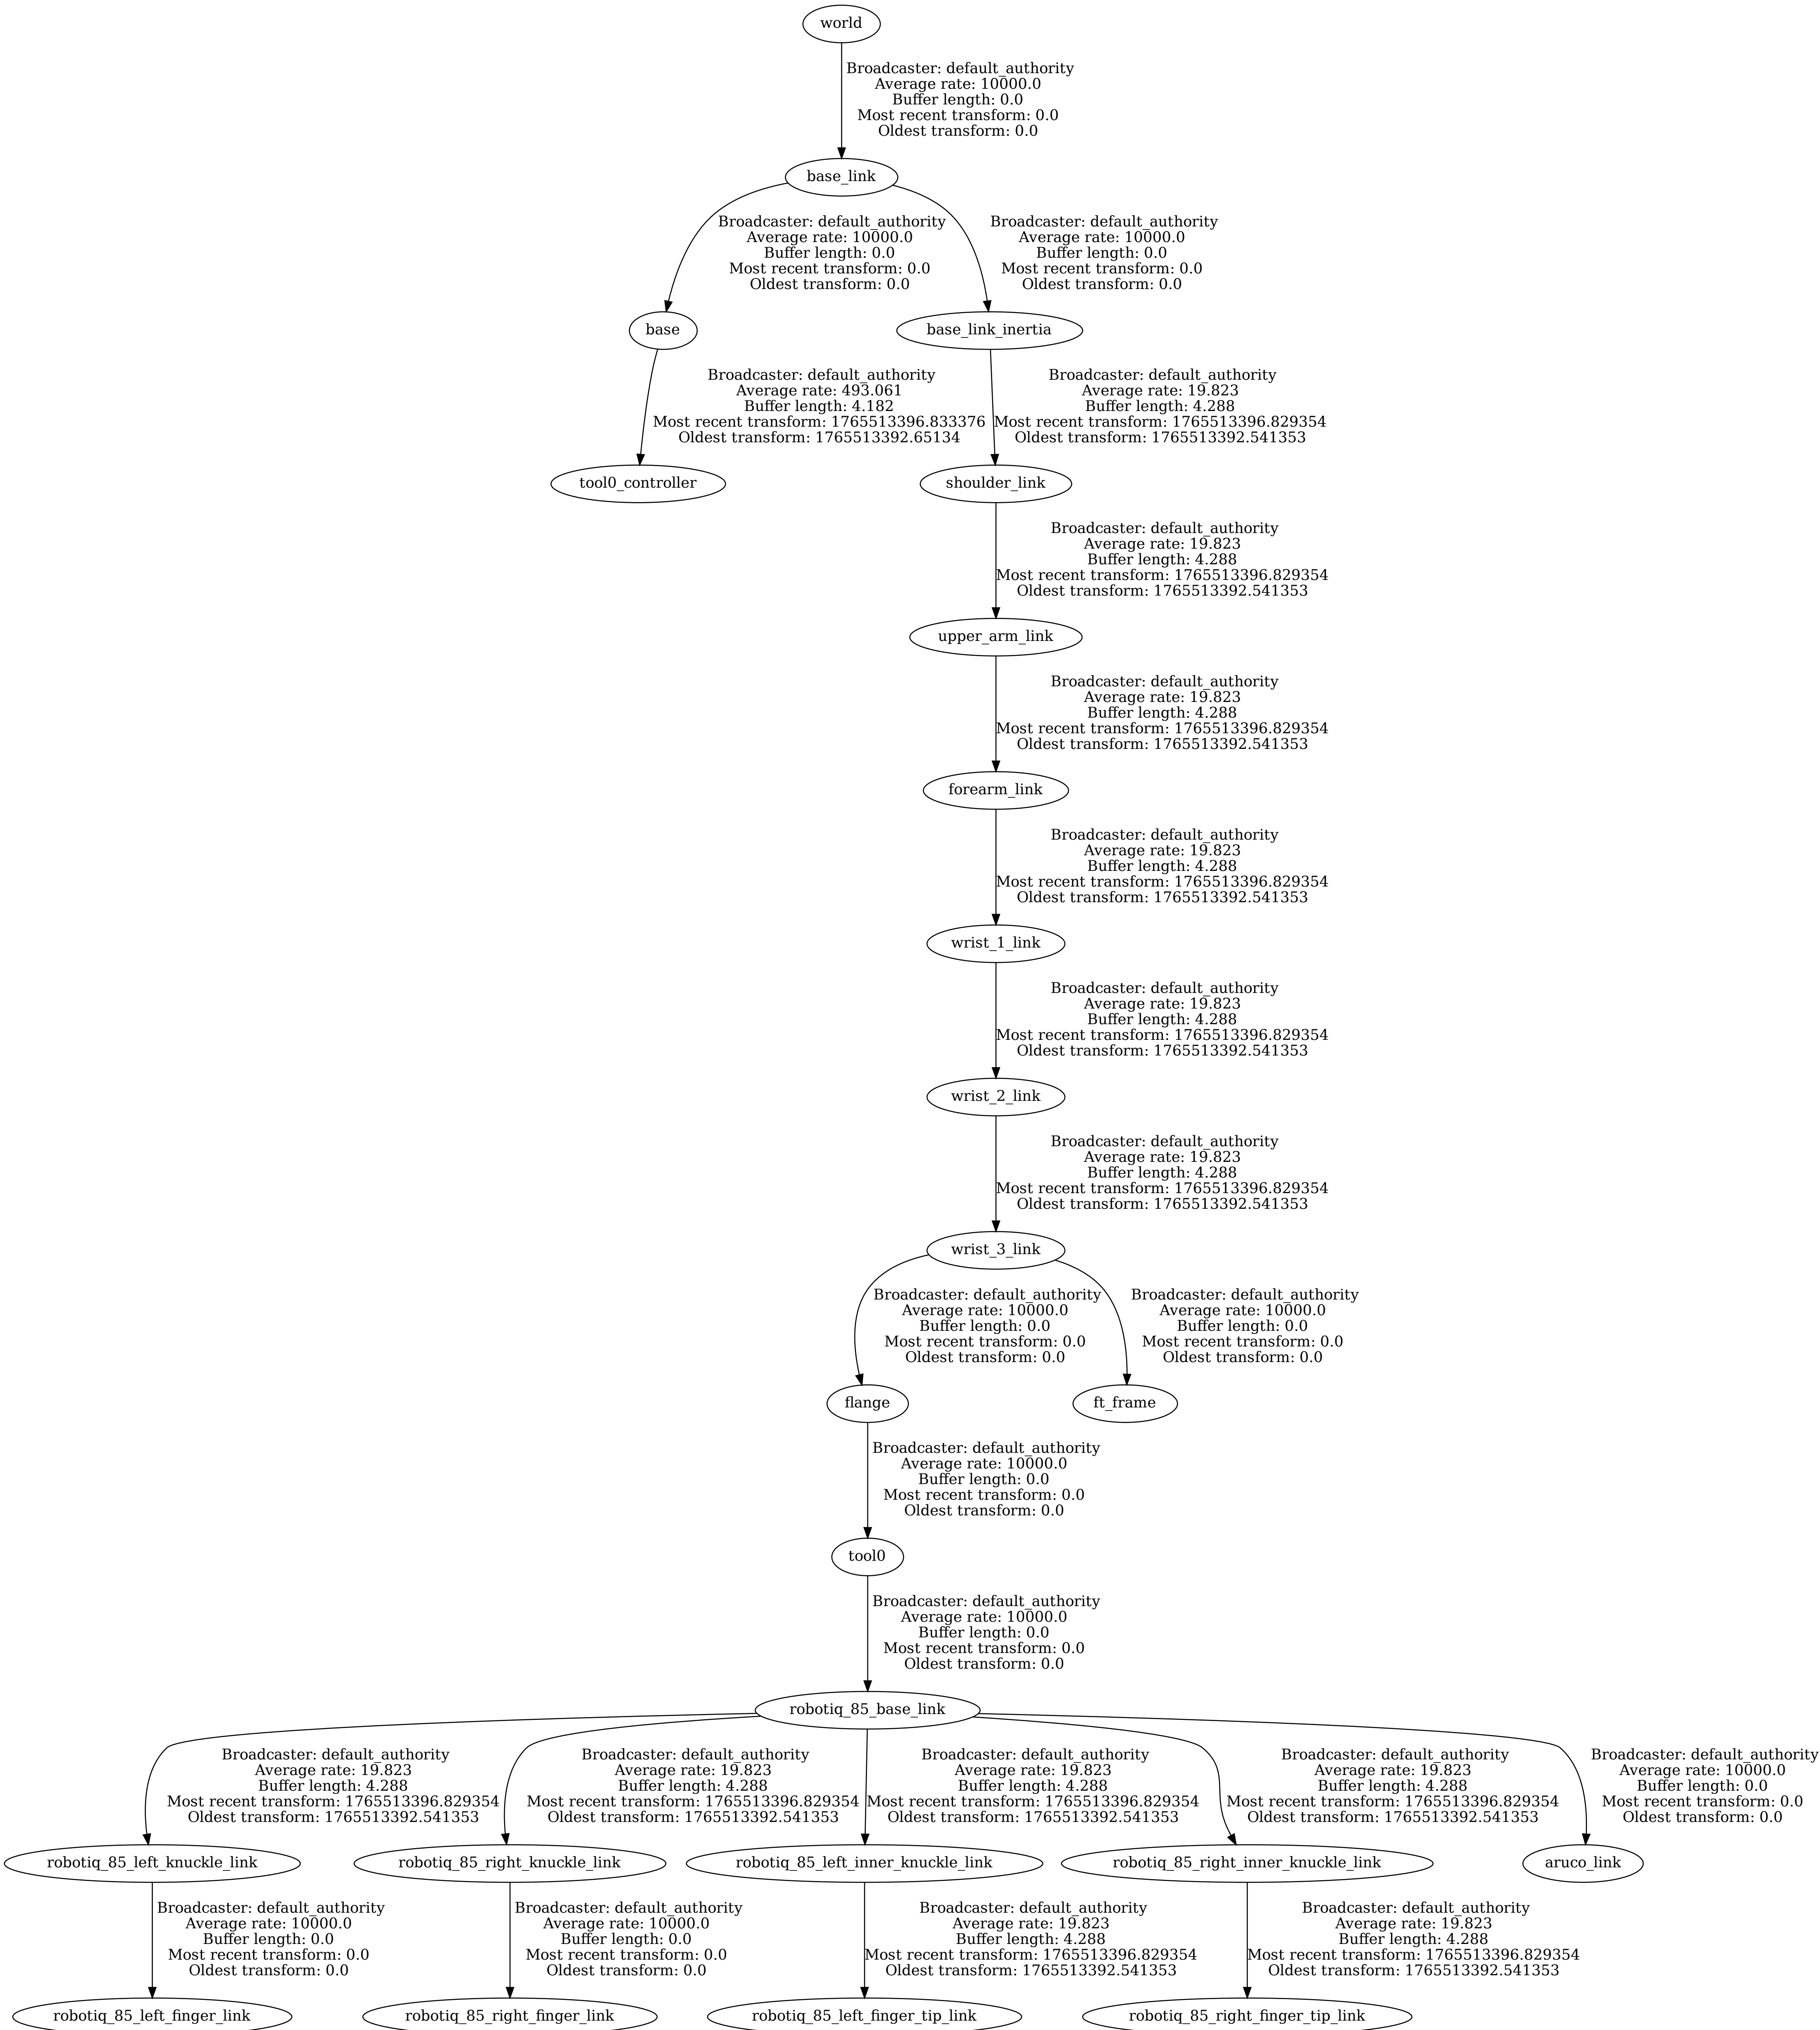 world
Broadcaster: default_authority
Average rate: 10000.0
Buffer length: 0.0
Most recent transform: 0.0
Oldest transform: 0.0
base_link
Broadcaster: default_authority
Average rate: 10000.0
Buffer length: 0.0
Most recent transform: 0.0
Oldest transform: 0.0
Broadcaster: default_authority
Average rate: 10000.0
Buffer length: 0.0
Most recent transform: 0.0
Oldest transform: 0.0
base
base_link_inertia
Broadcaster: default_authority
Average rate: 493.061
Buffer length: 4.182
Most recent transform: 1765513396.833376
Oldest transform: 1765513392.65134
Broadcaster: default_authority
Average rate: 19.823
Buffer length: 4.288
Most recent transform: 1765513396.829354
Oldest transform: 1765513392.541353
tool0_controller
shoulder_link
Broadcaster: default_authority
Average rate: 19.823
Buffer length: 4.288
Most recent transform: 1765513396.829354
Oldest transform: 1765513392.541353
upper_arm_link
Broadcaster: default_authority
Average rate: 19.823
Buffer length: 4.288
Most recent transform: 1765513396.829354
Oldest transform: 1765513392.541353
forearm_link
Broadcaster: default_authority
Average rate: 19.823
Buffer length: 4.288
Most recent transform: 1765513396.829354
Oldest transform: 1765513392.541353
wrist_1_link
Broadcaster: default_authority
Average rate: 19.823
Buffer length: 4.288
Most recent transform: 1765513396.829354
Oldest transform: 1765513392.541353
wrist_2_link
Broadcaster: default_authority
Average rate: 19.823
Buffer length: 4.288
Most recent transform: 1765513396.829354
Oldest transform: 1765513392.541353
wrist_3_link
Broadcaster: default_authority
Average rate: 10000.0
Buffer length: 0.0
Most recent transform: 0.0
Oldest transform: 0.0
Broadcaster: default_authority
Average rate: 10000.0
Buffer length: 0.0
Most recent transform: 0.0
Oldest transform: 0.0
flange
ft_frame
Broadcaster: default_authority
Average rate: 10000.0
Buffer length: 0.0
Most recent transform: 0.0
Oldest transform: 0.0
tool0
Broadcaster: default_authority
Average rate: 10000.0
Buffer length: 0.0
Most recent transform: 0.0
Oldest transform: 0.0
robotiq_85_base_link
Broadcaster: default_authority
Average rate: 19.823
Buffer length: 4.288
Most recent transform: 1765513396.829354
Oldest transform: 1765513392.541353
Broadcaster: default_authority
Average rate: 19.823
Buffer length: 4.288
Most recent transform: 1765513396.829354
Oldest transform: 1765513392.541353
Broadcaster: default_authority
Average rate: 19.823
Buffer length: 4.288
Most recent transform: 1765513396.829354
Oldest transform: 1765513392.541353
Broadcaster: default_authority
Average rate: 19.823
Buffer length: 4.288
Most recent transform: 1765513396.829354
Oldest transform: 1765513392.541353
Broadcaster: default_authority
Average rate: 10000.0
Buffer length: 0.0
Most recent transform: 0.0
Oldest transform: 0.0
robotiq_85_left_knuckle_link
robotiq_85_right_knuckle_link
robotiq_85_left_inner_knuckle_link
robotiq_85_right_inner_knuckle_link
aruco_link
Broadcaster: default_authority
Average rate: 10000.0
Buffer length: 0.0
Most recent transform: 0.0
Oldest transform: 0.0
Broadcaster: default_authority
Average rate: 10000.0
Buffer length: 0.0
Most recent transform: 0.0
Oldest transform: 0.0
Broadcaster: default_authority
Average rate: 19.823
Buffer length: 4.288
Most recent transform: 1765513396.829354
Oldest transform: 1765513392.541353
Broadcaster: default_authority
Average rate: 19.823
Buffer length: 4.288
Most recent transform: 1765513396.829354
Oldest transform: 1765513392.541353
robotiq_85_left_finger_link
robotiq_85_right_finger_link
robotiq_85_left_finger_tip_link
robotiq_85_right_finger_tip_link